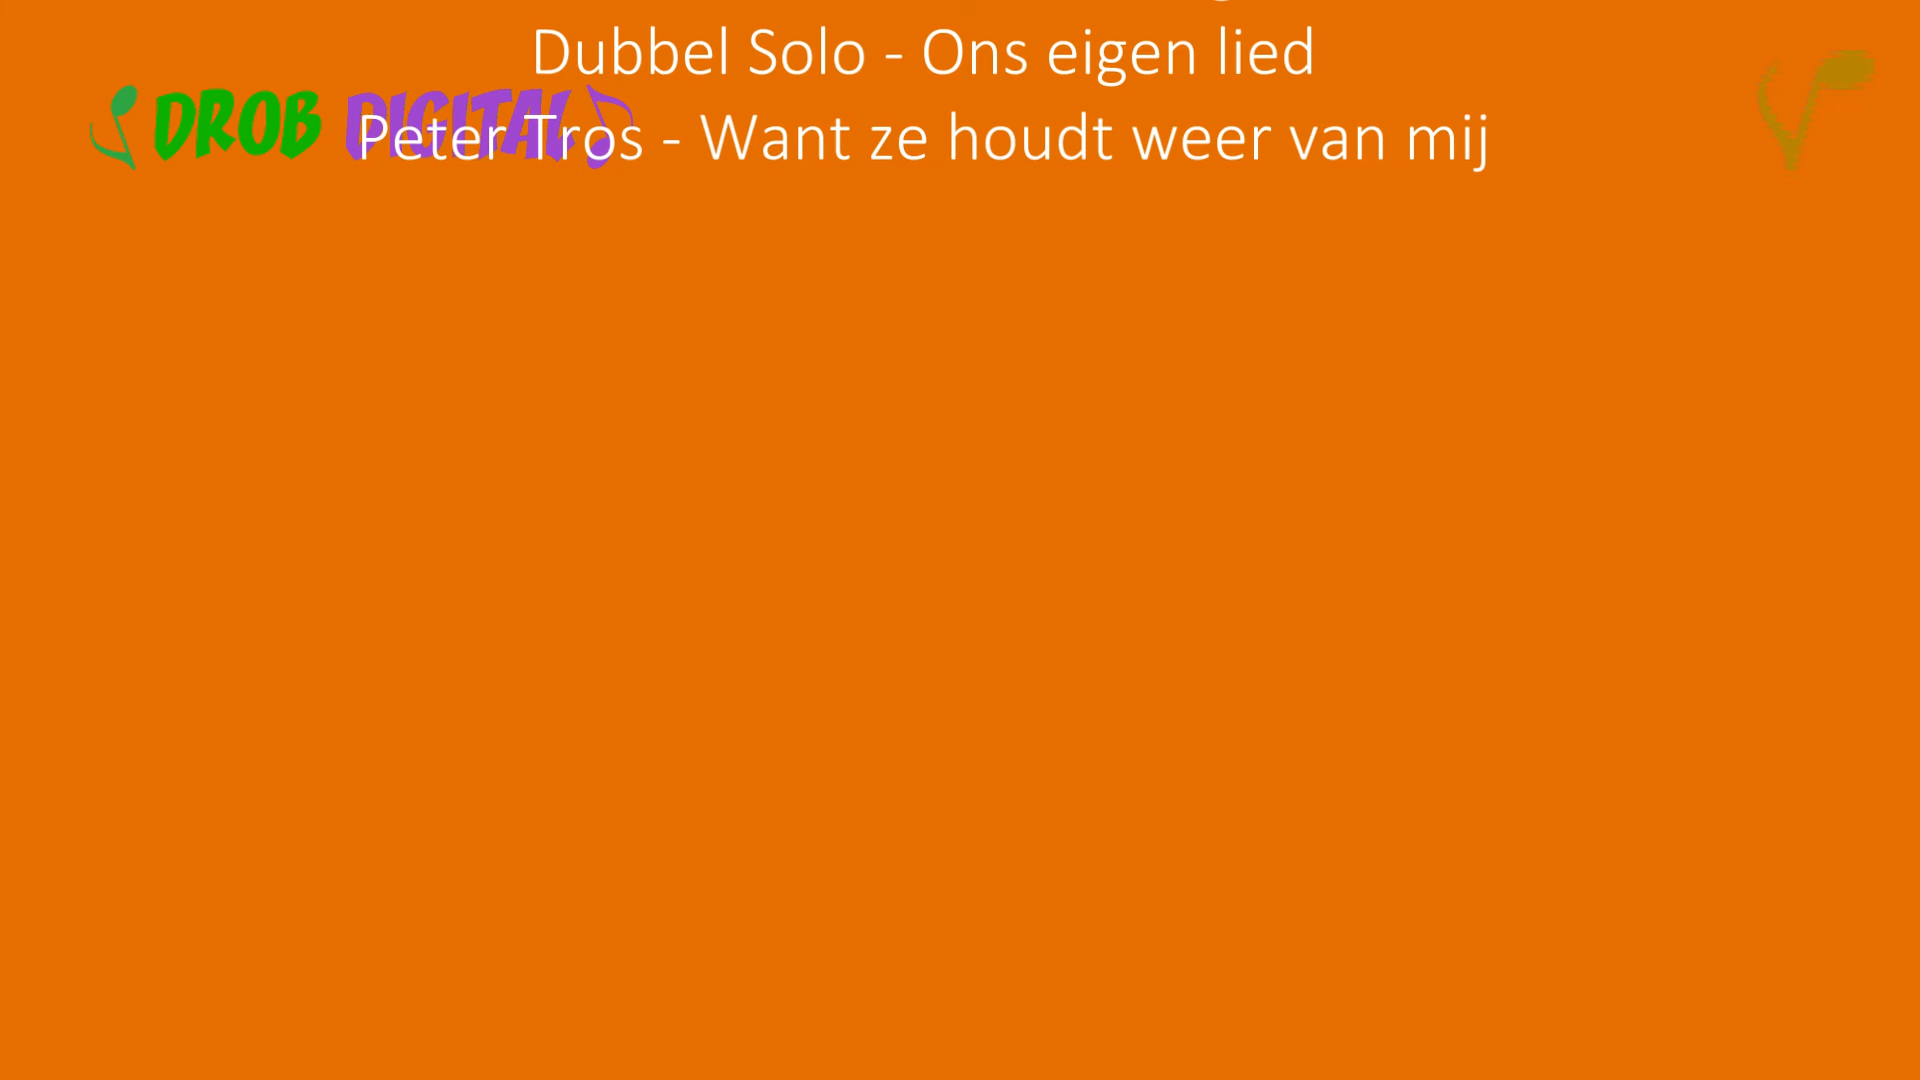 Dubbel Solo - Ons eigen lied
DROB DIGITAL
Peter Tros - Want ze houdt weer van mij